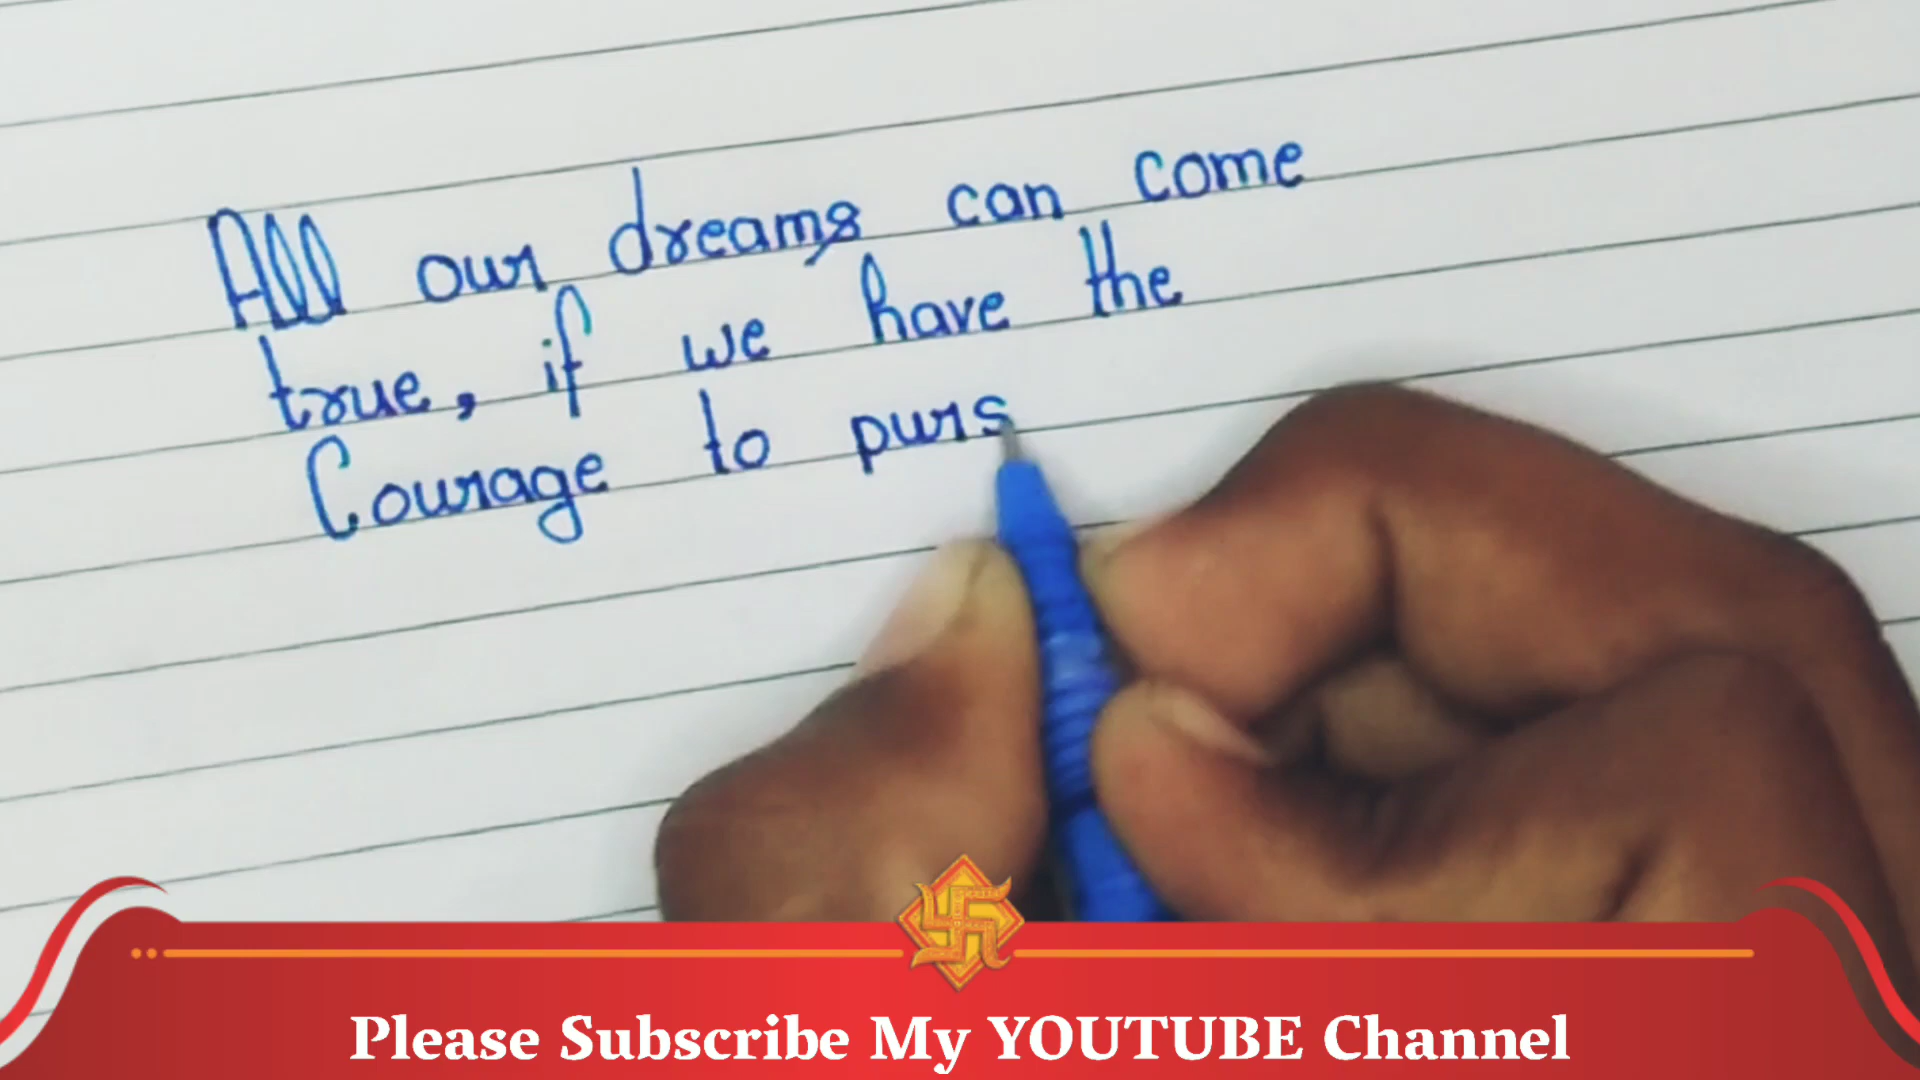 All our dreams can come
true, if we have the
Courage to purs
Please Subscribe My YOUTUBE Channel